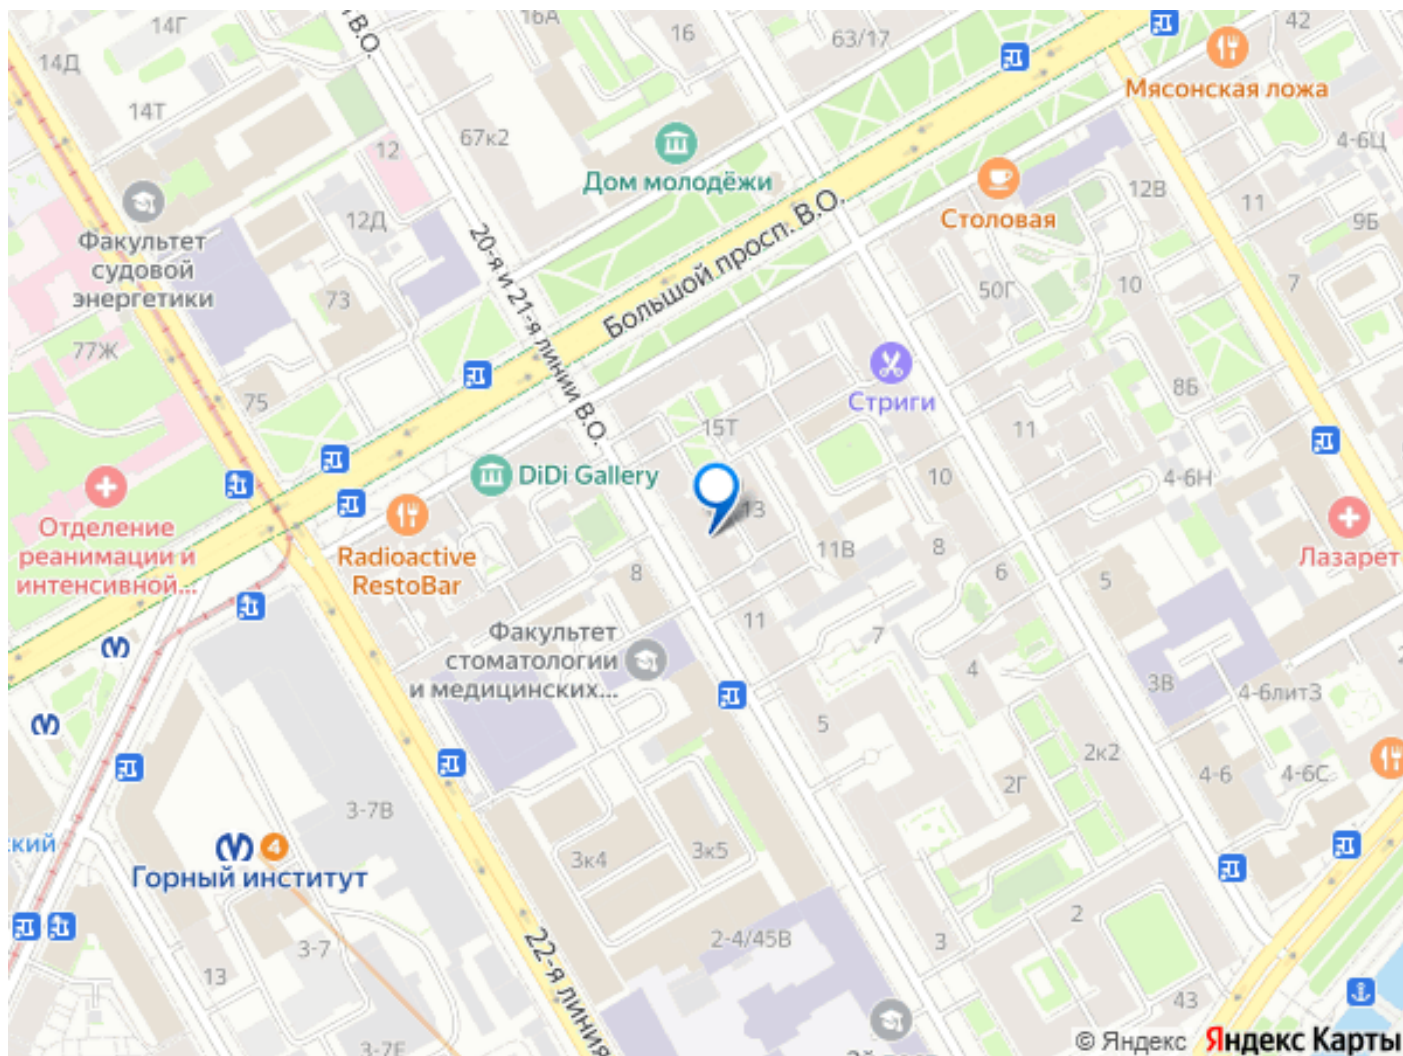 14Г
16А
я В.О.
16
63/17
42
14Д
Мясонская ложа
14Т
67к2
12
4-6Ц
Дом молодёжи
12В
11
12Д
Столовая
9Б
Факультет
судовой
энергетики
20-я и 21-я линии В.О.
Большой просп. В.О.
73
50Г
10
7
77Ж
75
Стриги
8Б
15Т
11
DiDi Gallery
10
4-6Н
13
Отделение
реанимации и
интенсивной...
Radioactive
RestoBar
8
11В
8
6
5
Лазарет
11
Факультет
стоматологии
и медицинских...
7
4
3В
4-6лит3
5
2к2
2Г
4-6
4-6С
3-7В
ский
4
Горный институт
3к4
3к5
2
2-4/45В
3
22-я линия
3-7
13
43
3-7Е
© Яндекс Яндекс Карты